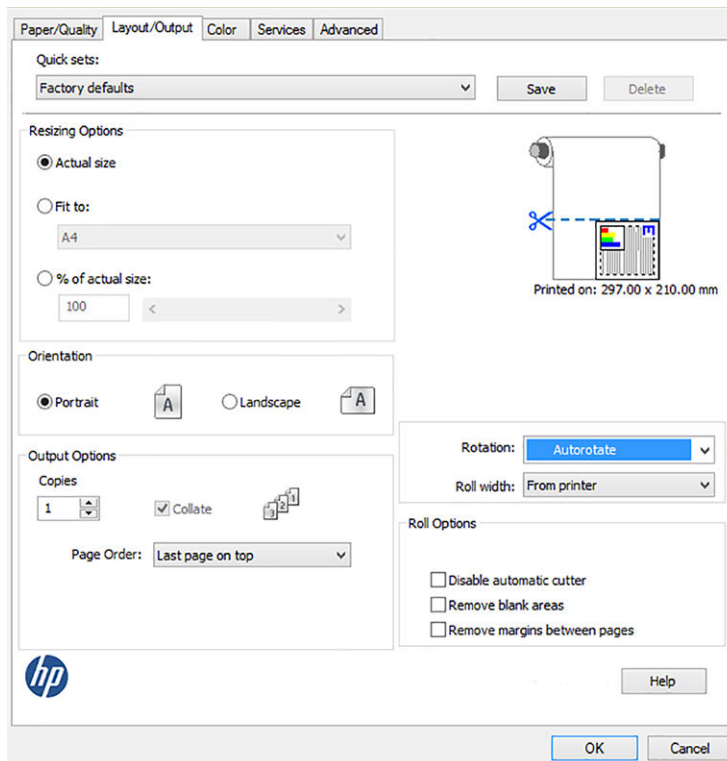 Paper/Quality Layout/Output Color Services Advanced
Quick sets:
Factory defaults Save Delete
Resizing Options
Actual size
Fit to:
A4
% of actual size:
100
Printed on: 297.00 x 210.00 mm
Orientation
Portrait A Landscape A
Output Options
Copies
1 Collate 3 2 1
Page Order: Last page on top
Rotation: Autorotate
Roll width: From printer
Roll Options
Disable automatic cutter
Remove blank areas
Remove margins between pages
hp
Help
OK Cancel